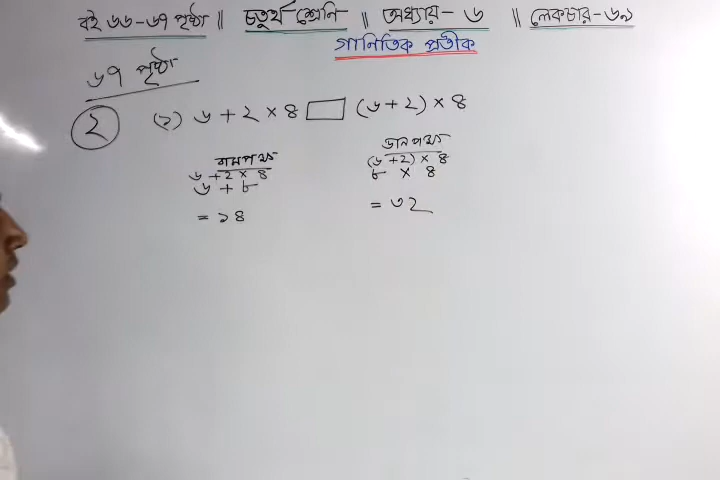 বই ৬৬-৬৭ পৃষ্ঠা || চতুর্থ শ্রেনি || অধ্যায়- ৬ || লেকচার-৬৯
গানিতিক প্রতীক
৬৭ পৃষ্ঠা
২ (১) ৬ + ২ × ৪ □ (৬+২) × ৪
বামপক্ষ ডানপক্ষ
৬ + ২ × ৪ (৬+২) × ৪
৬ + ৮ ৮ × ৪
= ১৪ = ৩২